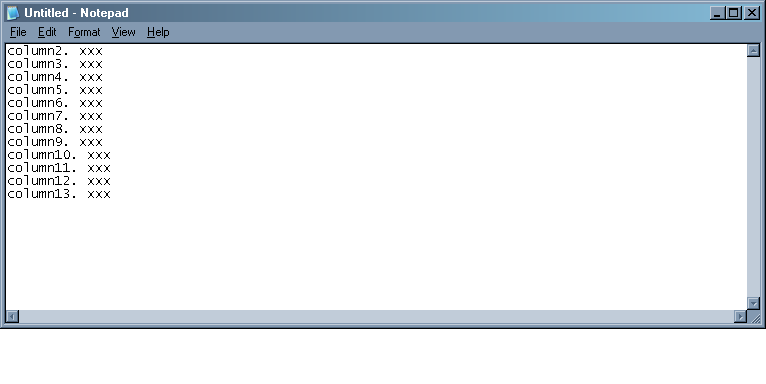 Untitled - Notepad
File Edit Format View Help
column2. xxx
column3. xxx
column4. xxx
column5. xxx
column6. xxx
column7. xxx
column8. xxx
column9. xxx
column10. xxx
column11. xxx
column12. xxx
column13. xxx